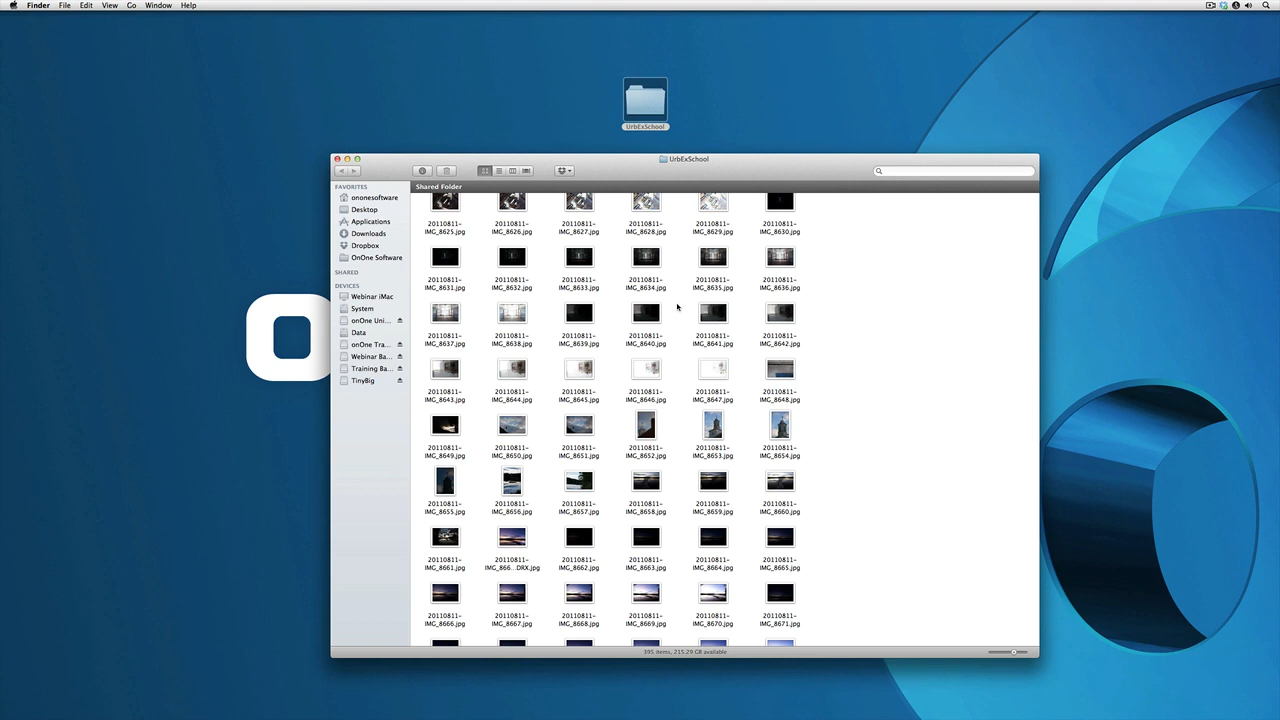 Finder File Edit View Go Window Help
UrbExSchool
UrbExSchool
Shared Folder
FAVORITES
ononesoftware
Desktop
Applications
Downloads
Dropbox
OnOne Software
SHARED
DEVICES
Webinar iMac
System
onOne Uni...
Data
onOne Tra...
Webinar Ba...
Training Ba...
TinyBig
20110811- 20110811- 20110811- 20110811- 20110811- 20110811-
IMG_8625.jpg IMG_8626.jpg IMG_8627.jpg IMG_8628.jpg IMG_8629.jpg IMG_8630.jpg
20110811- 20110811- 20110811- 20110811- 20110811- 20110811-
IMG_8631.jpg IMG_8632.jpg IMG_8633.jpg IMG_8634.jpg IMG_8635.jpg IMG_8636.jpg
20110811- 20110811- 20110811- 20110811- 20110811- 20110811-
IMG_8637.jpg IMG_8638.jpg IMG_8639.jpg IMG_8640.jpg IMG_8641.jpg IMG_8642.jpg
20110811- 20110811- 20110811- 20110811- 20110811- 20110811-
IMG_8643.jpg IMG_8644.jpg IMG_8645.jpg IMG_8646.jpg IMG_8647.jpg IMG_8648.jpg
20110811- 20110811- 20110811- 20110811- 20110811- 20110811-
IMG_8649.jpg IMG_8650.jpg IMG_8651.jpg IMG_8652.jpg IMG_8653.jpg IMG_8654.jpg
20110811- 20110811- 20110811- 20110811- 20110811- 20110811-
IMG_8655.jpg IMG_8656.jpg IMG_8657.jpg IMG_8658.jpg IMG_8659.jpg IMG_8660.jpg
20110811- 20110811- 20110811- 20110811- 20110811- 20110811-
IMG_8661.jpg IMG_866...DRX.jpg IMG_8662.jpg IMG_8663.jpg IMG_8664.jpg IMG_8665.jpg
20110811- 20110811- 20110811- 20110811- 20110811- 20110811-
IMG_8666.jpg IMG_8667.jpg IMG_8668.jpg IMG_8669.jpg IMG_8670.jpg IMG_8671.jpg
395 items, 215.29 GB available